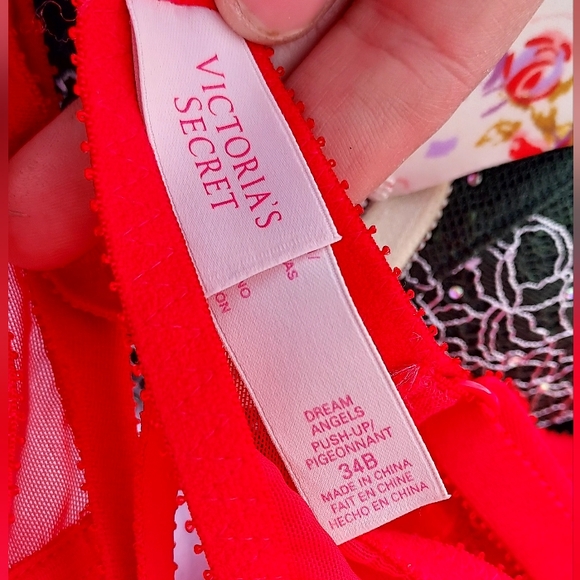 VICTORIA'S
SECRET
DREAM
ANGELS
PUSH-UP/
PIGEONNANT
34B
MADE IN CHINA
FAIT EN CHINE
HECHO EN CHINA